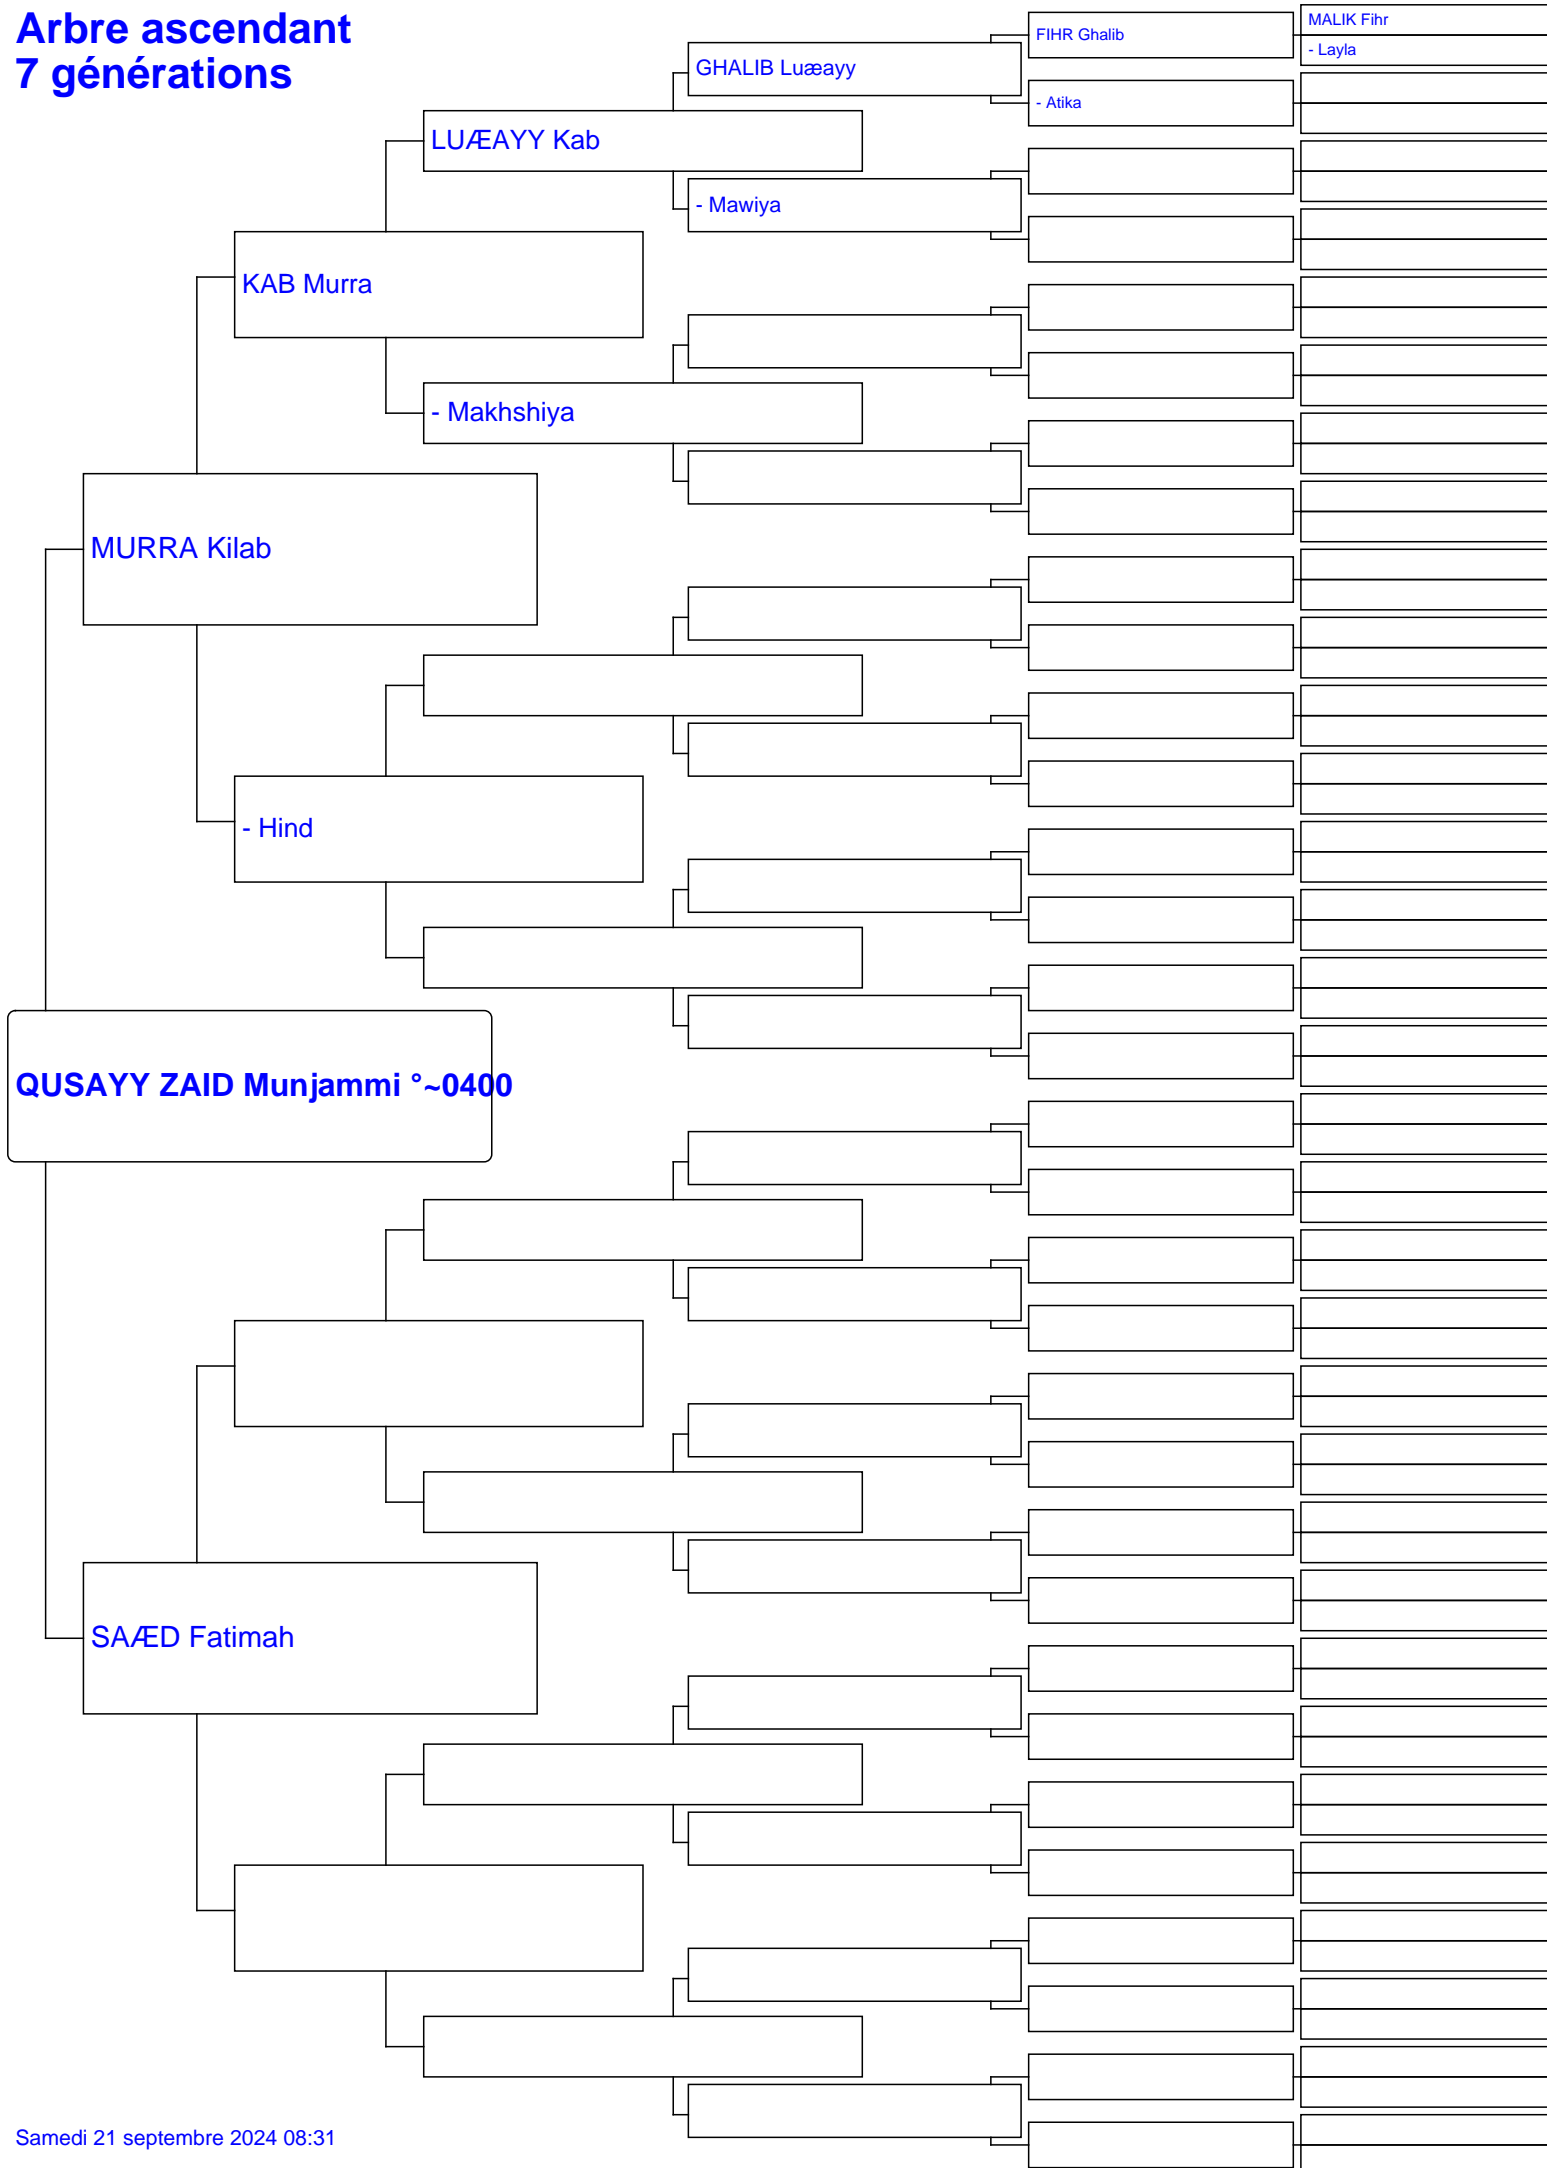 Arbre ascendant
7 générations
FIHR Ghalib
MALIK Fihr
- Layla
GHALIB Luæayy
- Atika
LUÆAYY Kab
- Mawiya
KAB Murra
- Makhshiya
MURRA Kilab
- Hind
QUSAYY ZAID Munjammi °~0400
SAÆED Fatimah
Samedi 21 septembre 2024 08:31